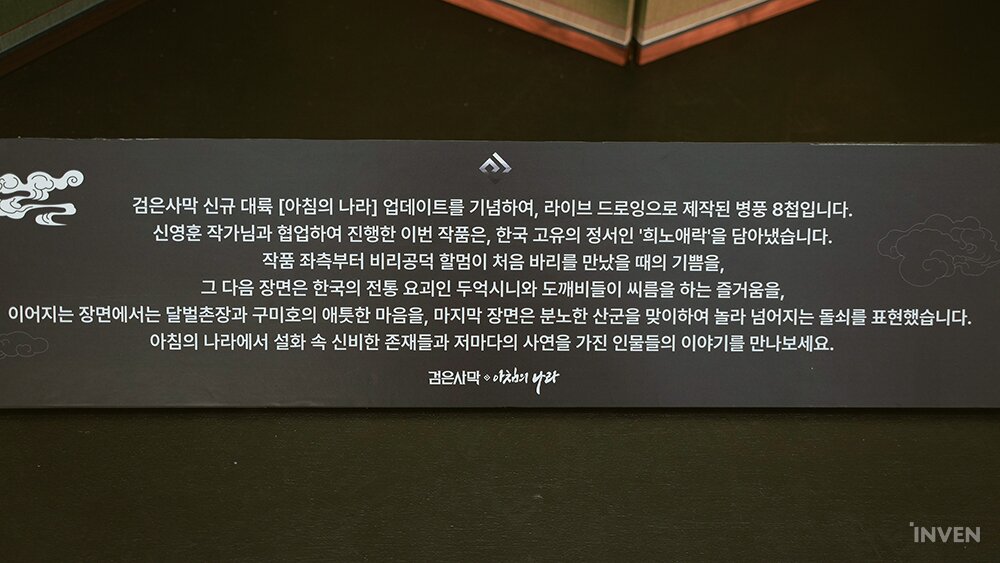 검은사막 신규 대륙 [아침의 나라] 업데이트를 기념하여, 라이브 드로잉으로 제작된 병풍 8첩입니다.
신영훈 작가님과 협업하여 진행한 이번 작품은, 한국 고유의 정서인 '희노애락'을 담아냈습니다.
작품 좌측부터 비리공덕 할멈이 처음 바리를 만났을 때의 기쁨을,
그 다음 장면은 한국의 전통 요괴인 두억시니와 도깨비들이 씨름을 하는 즐거움을,
이어지는 장면에서는 달벌촌장과 구미호의 애틋한 마음을, 마지막 장면은 분노한 산군을 맞이하여 놀라 넘어지는 돌쇠를 표현했습니다.
아침의 나라에서 설화 속 신비한 존재들과 저마다의 사연을 가진 인물들의 이야기를 만나보세요.
검은사막 아침의 나라
INVEN